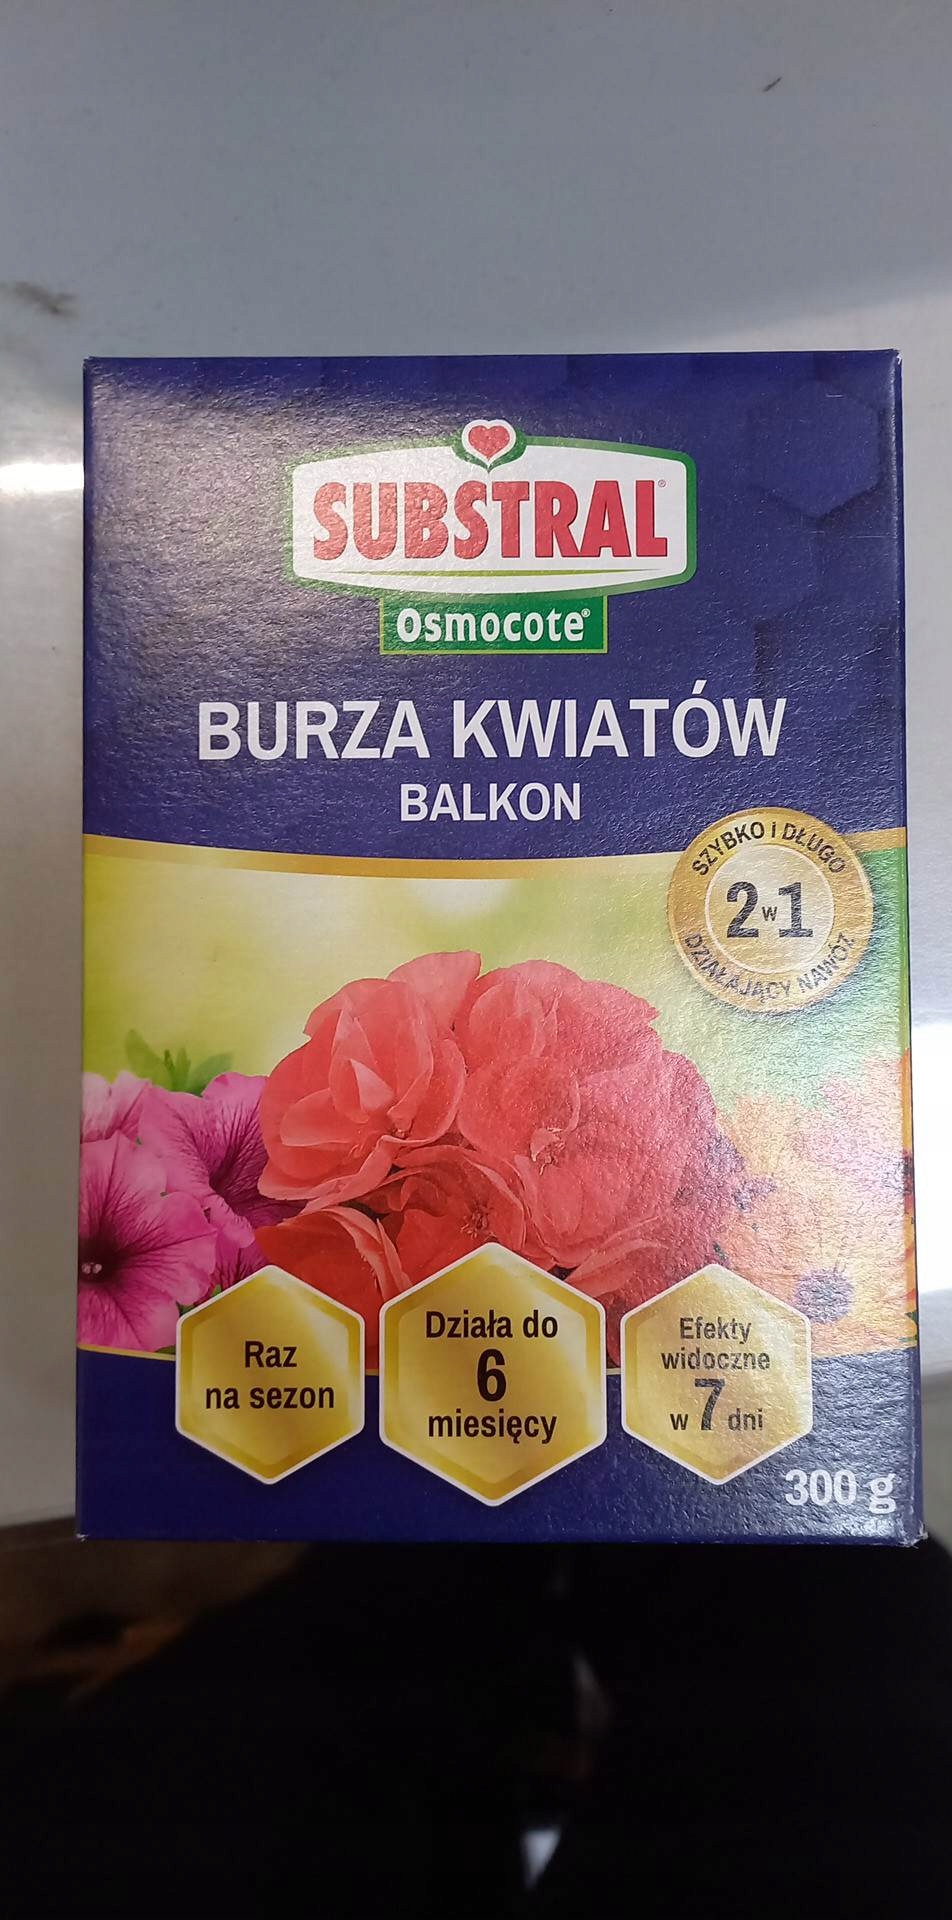 SUBSTRAL®
Osmocote®
BURZA KWIATÓW
BALKON
SZYBKO i DŁUGO
2 w 1
DZIAŁAJĄCY NAWÓZ
Raz
na sezon
Działa do
6
miesięcy
Efekty
widoczne
w 7 dni
300 g